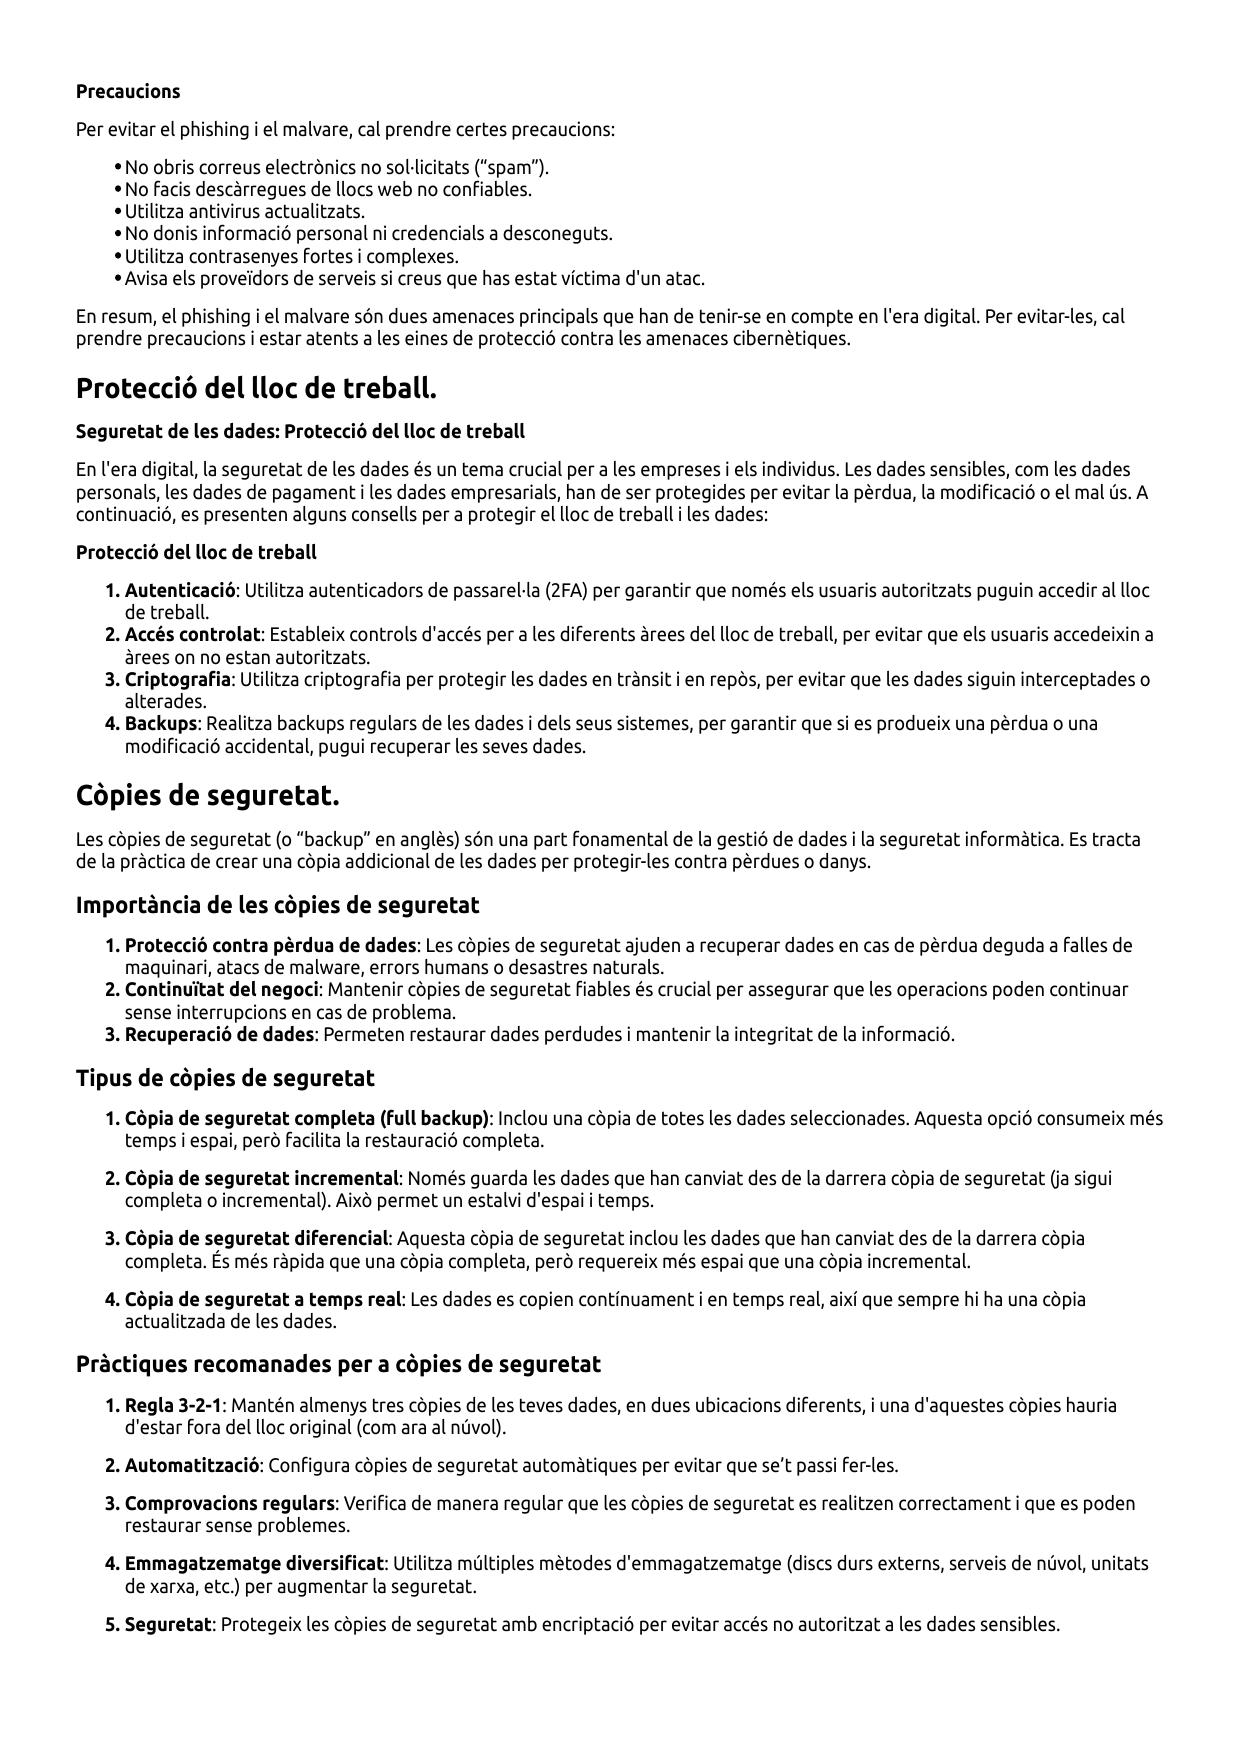 Precaucions
Per evitar el phishing i el malvare, cal prendre certes precaucions:
• No obris correus electrònics no sol·licitats (“spam”).
• No facis descàrregues de llocs web no confiables.
• Utilitza antivirus actualitzats.
• No donis informació personal ni credencials a desconeguts.
• Utilitza contrasenyes fortes i complexes.
• Avisa els proveïdors de serveis si creus que has estat víctima d'un atac.
En resum, el phishing i el malvare són dues amenaces principals que han de tenir-se en compte en l'era digital. Per evitar-les, cal
prendre precaucions i estar atents a les eines de protecció contra les amenaces cibernètiques.
Protecció del lloc de treball.
Seguretat de les dades: Protecció del lloc de treball
En l'era digital, la seguretat de les dades és un tema crucial per a les empreses i els individus. Les dades sensibles, com les dades
personals, les dades de pagament i les dades empresarials, han de ser protegides per evitar la pèrdua, la modificació o el mal ús. A
continuació, es presenten alguns consells per a protegir el lloc de treball i les dades:
Protecció del lloc de treball
1. Autenticació: Utilitza autenticadors de passarel·la (2FA) per garantir que només els usuaris autoritzats puguin accedir al lloc
de treball.
2. Accés controlat: Estableix controls d'accés per a les diferents àrees del lloc de treball, per evitar que els usuaris accedeixin a
àrees on no estan autoritzats.
3. Criptografia: Utilitza criptografia per protegir les dades en trànsit i en repòs, per evitar que les dades siguin interceptades o
alterades.
4. Backups: Realitza backups regulars de les dades i dels seus sistemes, per garantir que si es produeix una pèrdua o una
modificació accidental, pugui recuperar les seves dades.
Còpies de seguretat.
Les còpies de seguretat (o “backup” en anglès) són una part fonamental de la gestió de dades i la seguretat informàtica. Es tracta
de la pràctica de crear una còpia addicional de les dades per protegir-les contra pèrdues o danys.
Importància de les còpies de seguretat
1. Protecció contra pèrdua de dades: Les còpies de seguretat ajuden a recuperar dades en cas de pèrdua deguda a falles de
maquinari, atacs de malware, errors humans o desastres naturals.
2. Continuïtat del negoci: Mantenir còpies de seguretat fiables és crucial per assegurar que les operacions poden continuar
sense interrupcions en cas de problema.
3. Recuperació de dades: Permeten restaurar dades perdudes i mantenir la integritat de la informació.
Tipus de còpies de seguretat
1. Còpia de seguretat completa (full backup): Inclou una còpia de totes les dades seleccionades. Aquesta opció consumeix més
temps i espai, però facilita la restauració completa.
2. Còpia de seguretat incremental: Només guarda les dades que han canviat des de la darrera còpia de seguretat (ja sigui
completa o incremental). Això permet un estalvi d'espai i temps.
3. Còpia de seguretat diferencial: Aquesta còpia de seguretat inclou les dades que han canviat des de la darrera còpia
completa. És més ràpida que una còpia completa, però requereix més espai que una còpia incremental.
4. Còpia de seguretat a temps real: Les dades es copien contínuament i en temps real, així que sempre hi ha una còpia
actualitzada de les dades.
Pràctiques recomanades per a còpies de seguretat
1. Regla 3-2-1: Mantén almenys tres còpies de les teves dades, en dues ubicacions diferents, i una d'aquestes còpies hauria
d'estar fora del lloc original (com ara al núvol).
2. Automatització: Configura còpies de seguretat automàtiques per evitar que se’t passi fer-les.
3. Comprovacions regulars: Verifica de manera regular que les còpies de seguretat es realitzen correctament i que es poden
restaurar sense problemes.
4. Emmagatzematge diversificat: Utilitza múltiples mètodes d'emmagatzematge (discs durs externs, serveis de núvol, unitats
de xarxa, etc.) per augmentar la seguretat.
5. Seguretat: Protegeix les còpies de seguretat amb encriptació per evitar accés no autoritzat a les dades sensibles.